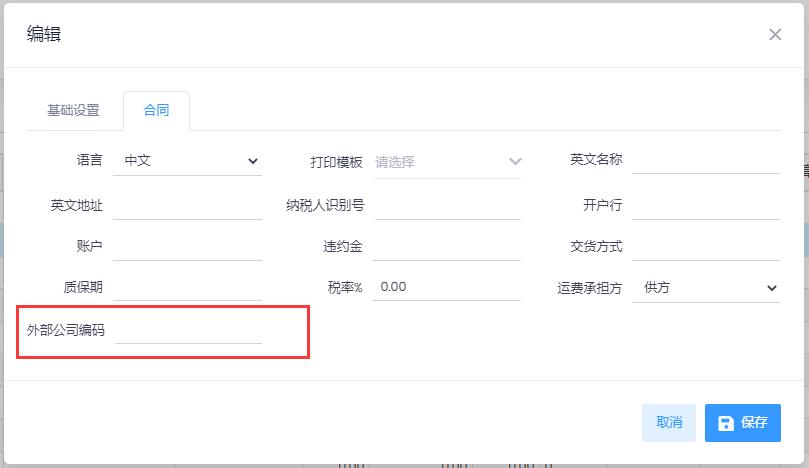 编辑
基础设置 合同
语言 中文 打印模板 请选择 英文名称
英文地址 纳税人识别号 开户行
账户 违约金 交货方式
质保期 税率% 0.00 运费承担方 供方
外部公司编码
取消 保存